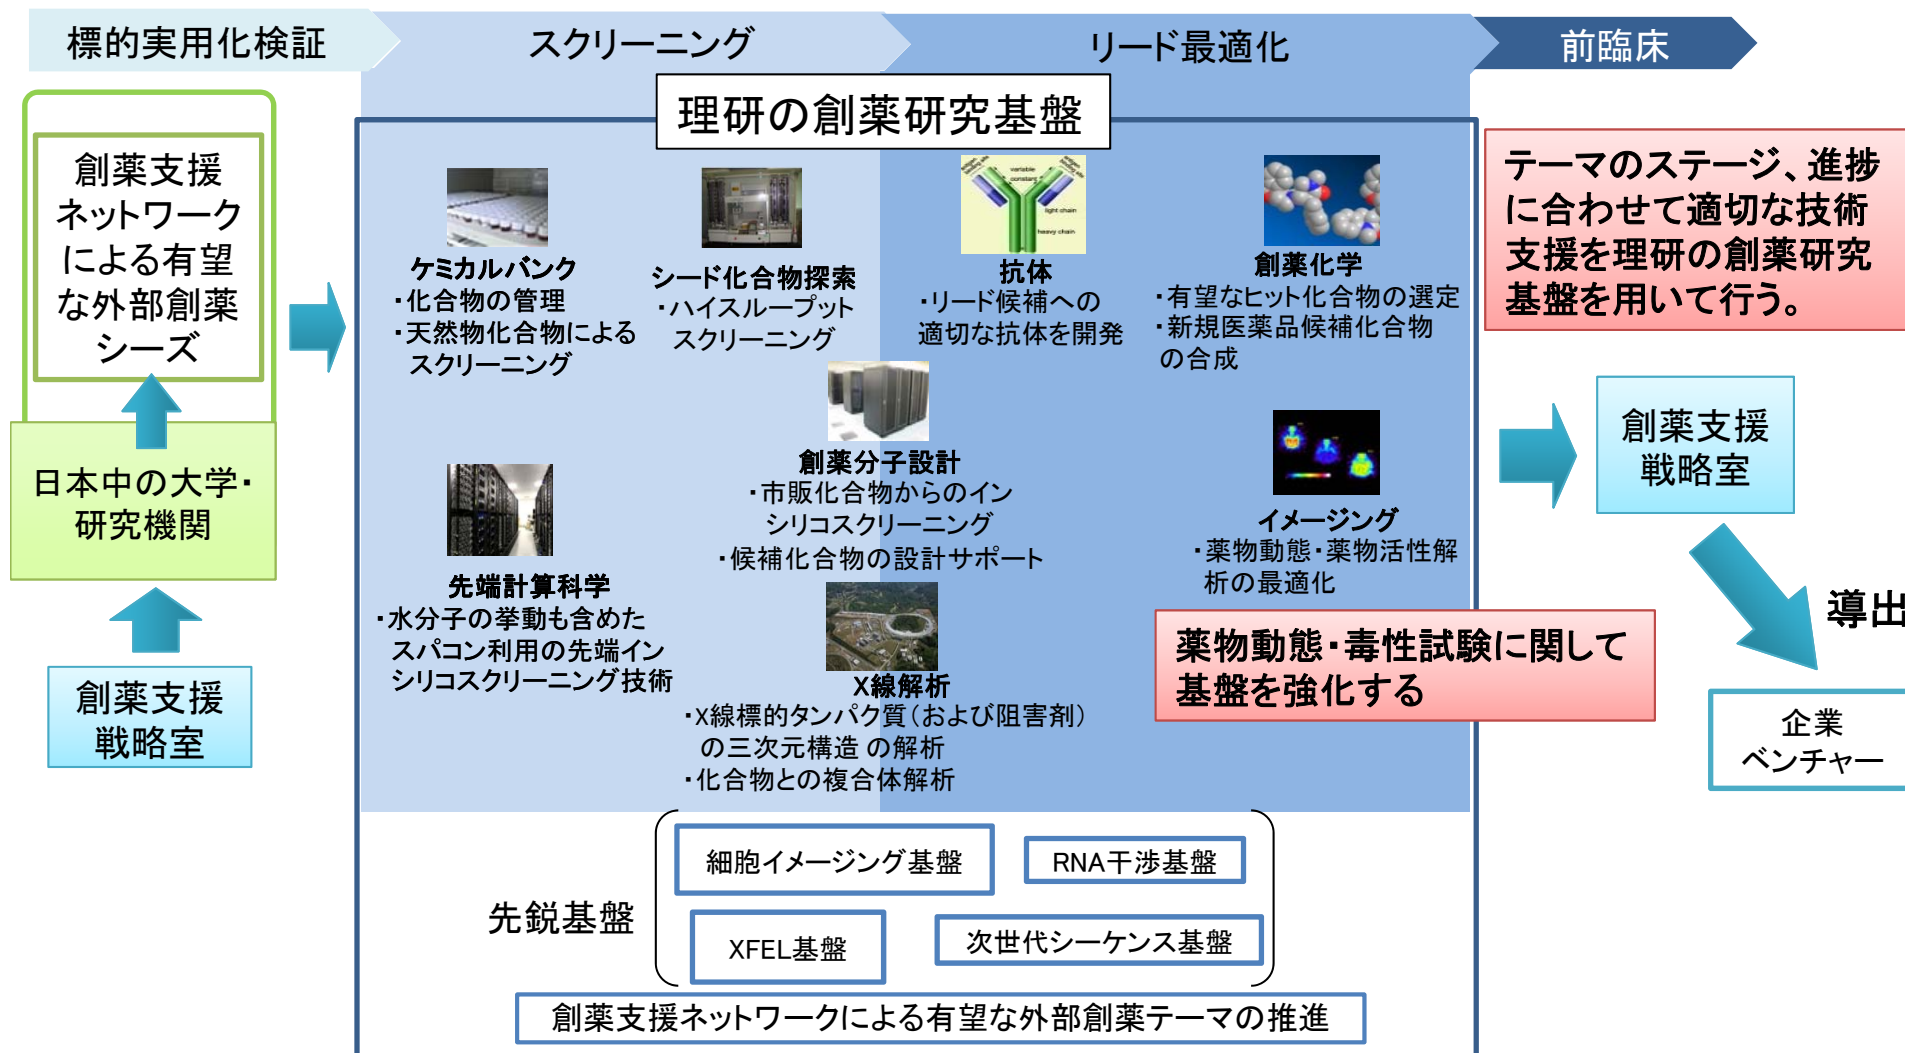 標的実用化検証
スクリーニング
リード最適化
前臨床
理研の創薬研究基盤
創薬支援
ネットワーク
による有望
な外部創薬
シーズ
日本中の大学・
研究機関
創薬支援
戦略室
ケミカルバンク
・化合物の管理
・天然物化合物による
スクリーニング
シード化合物探索
・ハイスループット
スクリーニング
antigen
binding site
antigen
binding site
variable
constant
light chain
heavy chain
抗体
・リード候補への
適切な抗体を開発
創薬化学
・有望なヒット化合物の選定
・新規医薬品候補化合物
の合成
創薬分子設計
・市販化合物からのイン
シリコスクリーニング
・候補化合物の設計サポート
先端計算科学
・水分子の挙動も含めた
スパコン利用の先端イン
シリコスクリーニング技術
X線解析
・X線標的タンパク質(および阻害剤)
の三次元構造 の解析
・化合物との複合体解析
イメージング
・薬物動態・薬物活性解
析の最適化
薬物動態・毒性試験に関して
基盤を強化する
テーマのステージ、進捗
に合わせて適切な技術
支援を理研の創薬研究
基盤を用いて行う。
創薬支援
戦略室
導出
企業
ベンチャー
先鋭基盤
細胞イメージング基盤
RNA干渉基盤
XFEL基盤
次世代シーケンス基盤
創薬支援ネットワークによる有望な外部創薬テーマの推進